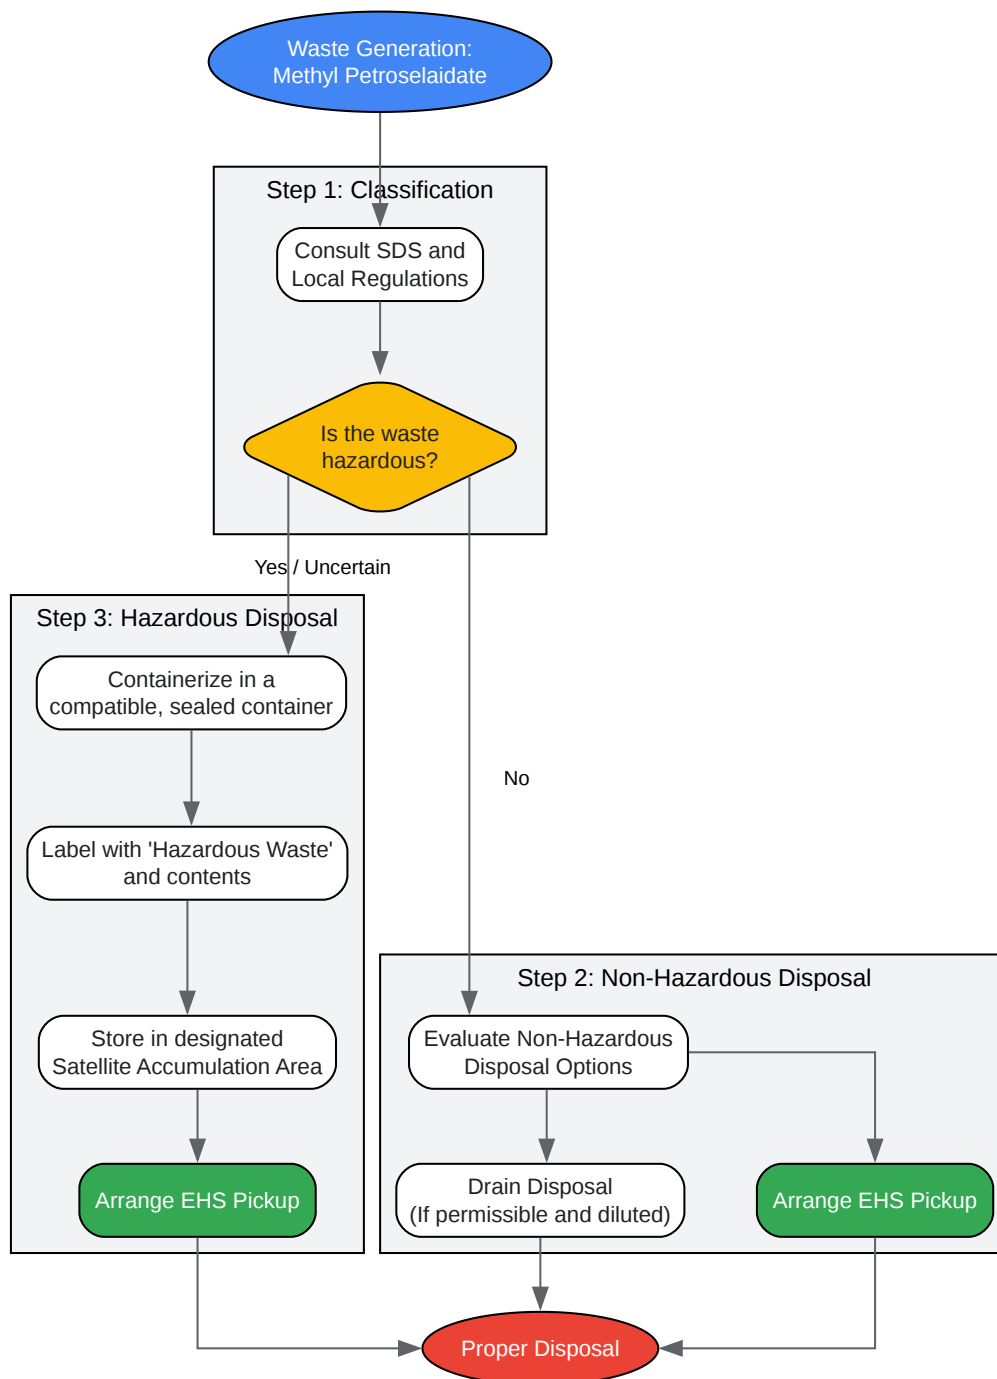 Waste Generation:
Methyl Petroselaidate
Step 1: Classification
Consult SDS and
Local Regulations
Is the waste
hazardous?
Yes / Uncertain
Step 3: Hazardous Disposal
Containerize in a
compatible, sealed container
No
Label with 'Hazardous Waste'
and contents
Step 2: Non-Hazardous Disposal
Store in designated
Satellite Accumulation Area
Evaluate Non-Hazardous
Disposal Options
Arrange EHS Pickup
Drain Disposal
(If permissible and diluted)
Arrange EHS Pickup
Proper Disposal